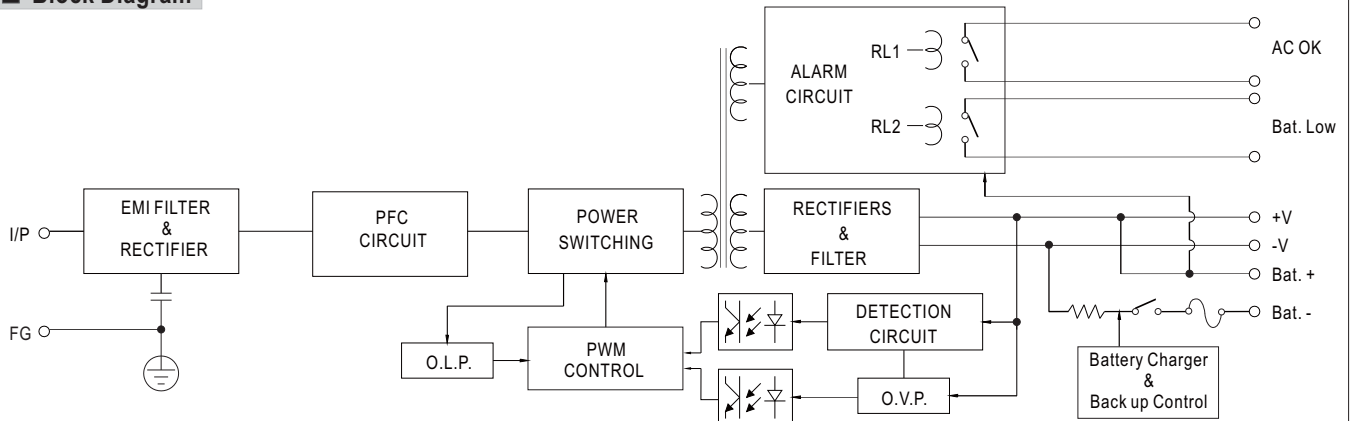 Block Diagram
ALARM
CIRCUIT
RL1
RL2
AC OK
Bat. Low
I/P
FG
EMI FILTER
&
RECTIFIER
PFC
CIRCUIT
POWER
SWITCHING
RECTIFIERS
&
FILTER
+V
-V
Bat. +
Bat. -
O.L.P.
PWM
CONTROL
DETECTION
CIRCUIT
O.V.P.
Battery Charger
&
Back up Control